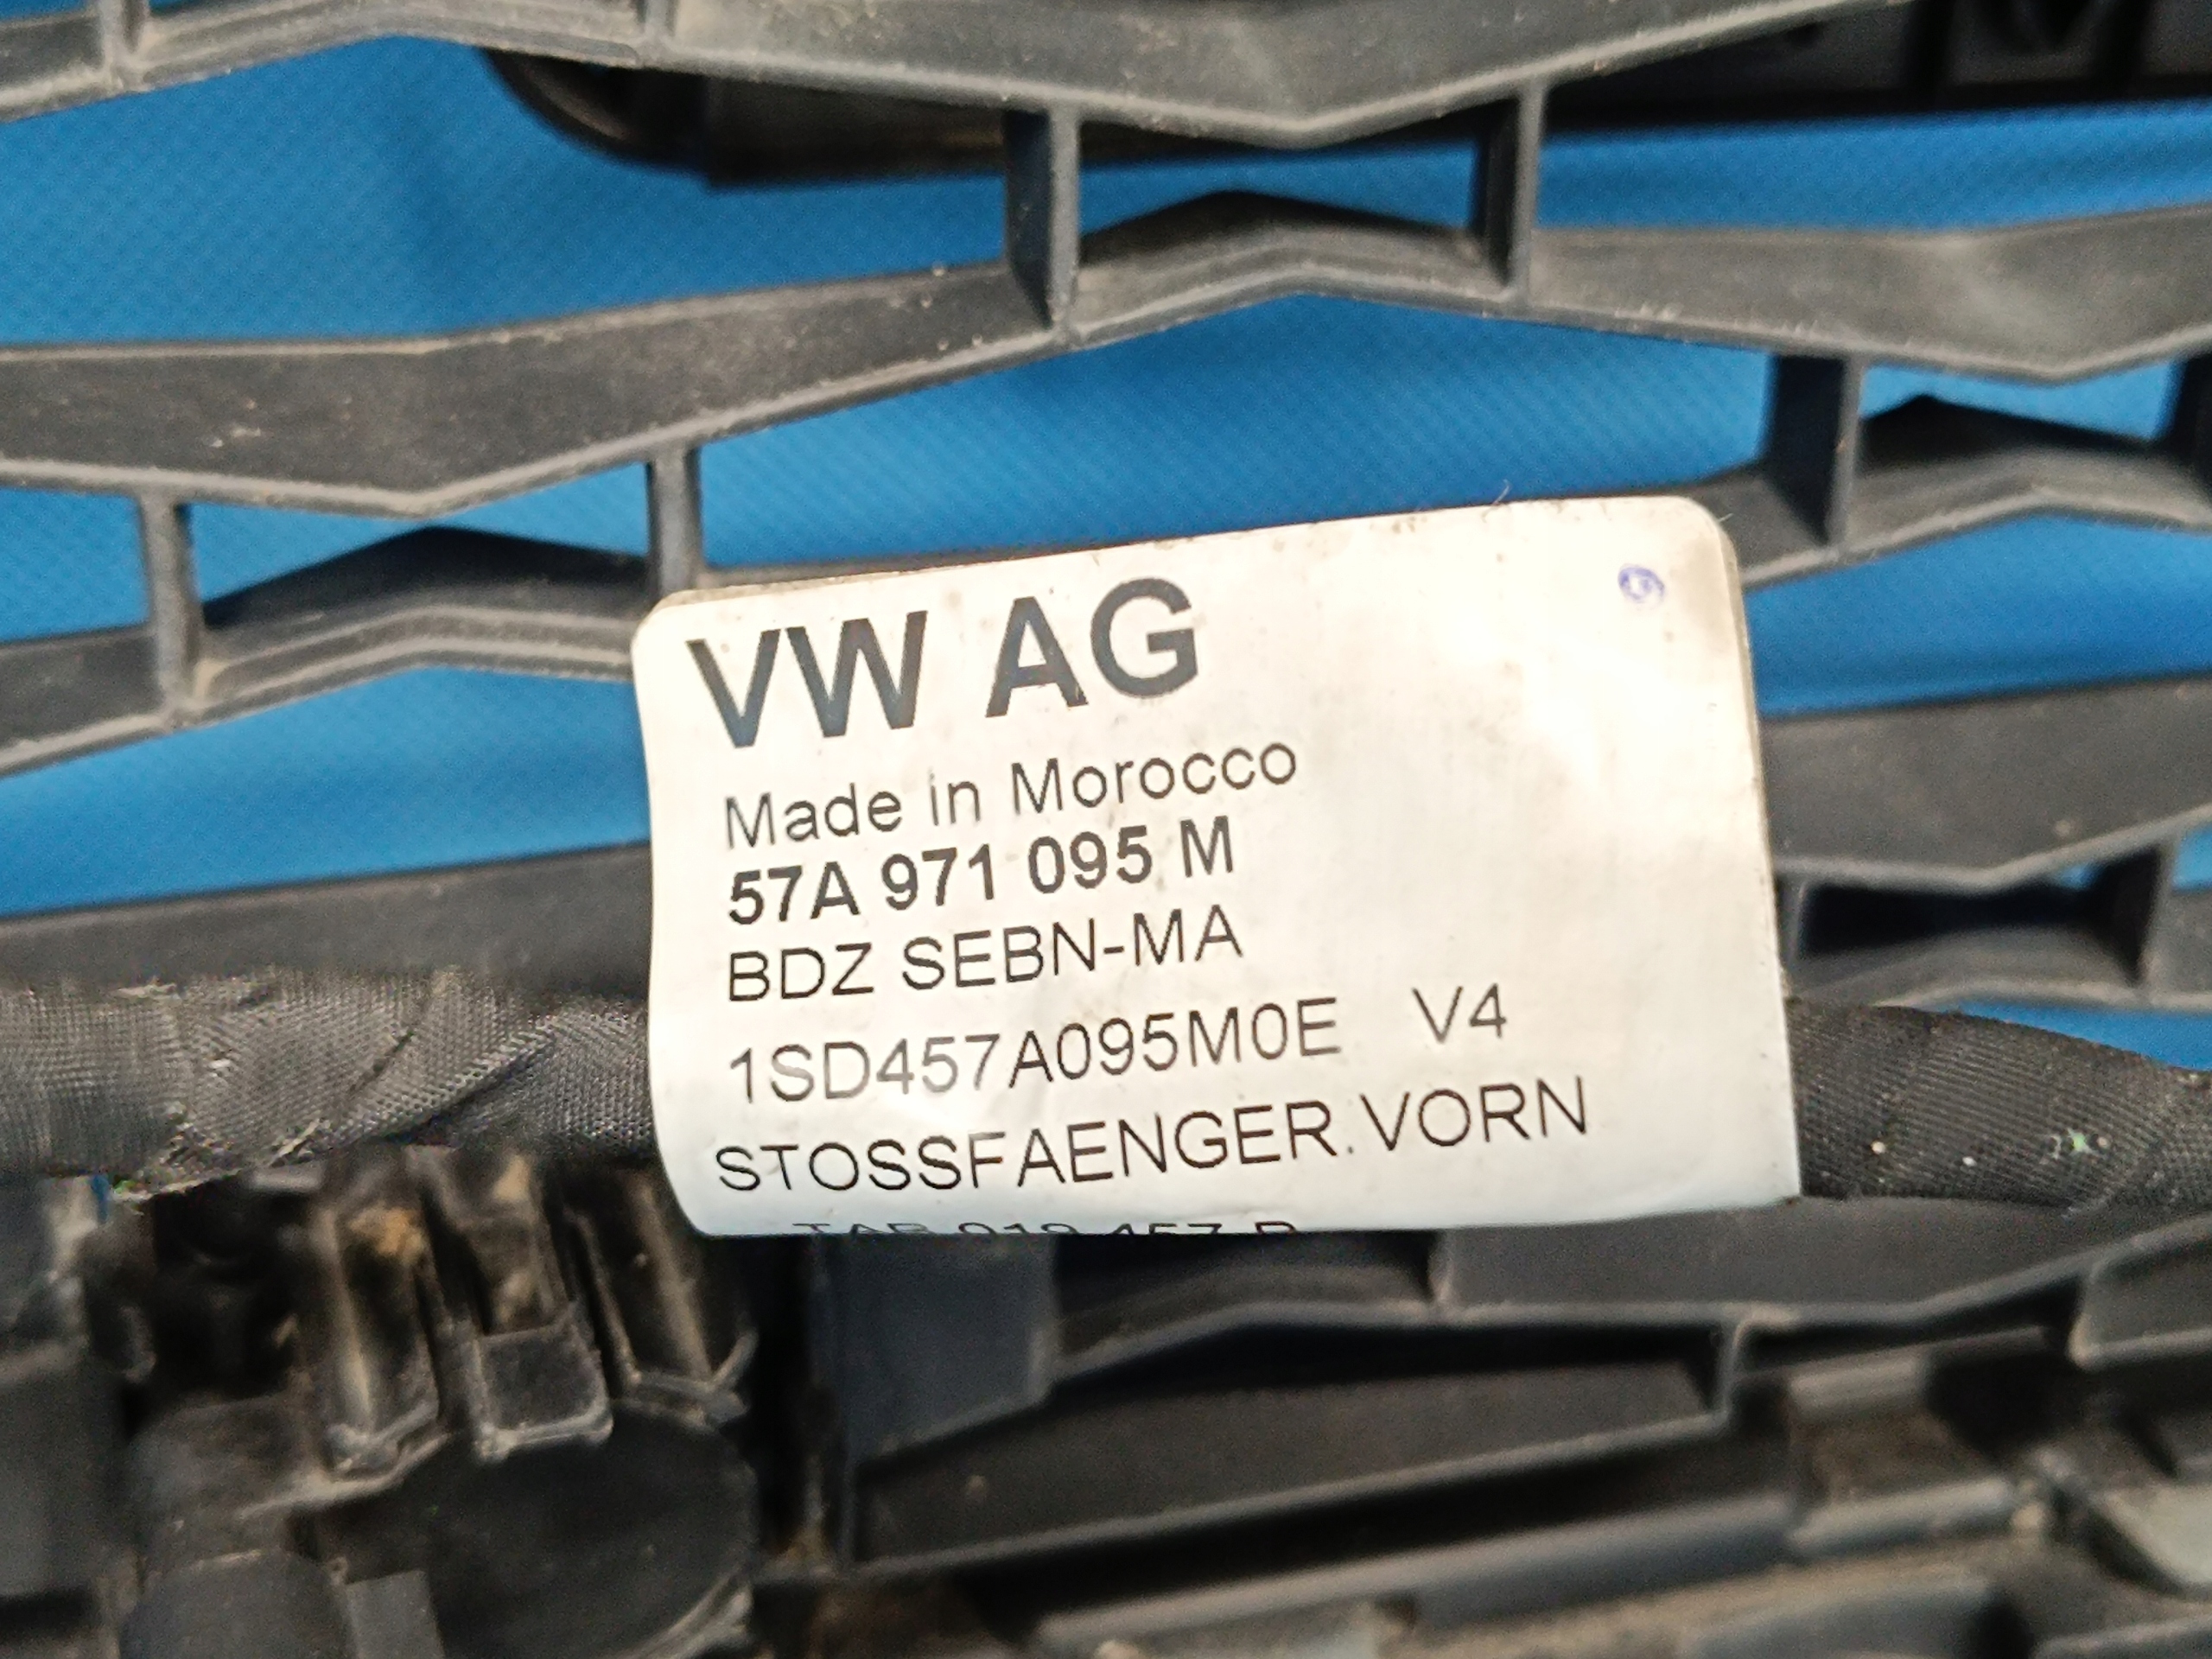 VW AG
Made in Morocco
57A 971 095 M
BDZ SEBN-MA
1SD457A095M0E V4
STOSSFAENGER.VORN